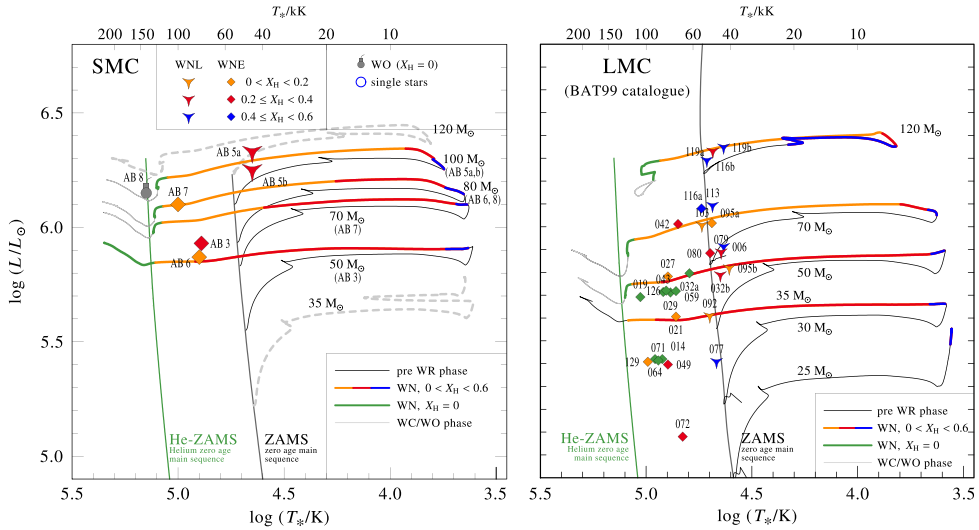 T*/kK
200 150 100 60 40 20 10
SMC
WNL WNE
0 < XH < 0.2
0.2 ≤ XH < 0.4
0.4 ≤ XH < 0.6
WO (XH = 0)
single stars
6.5
6.0
5.5
5.0
log (L/L⊙)
120 M⊙
100 M⊙
(AB 5a,b)
80 M⊙
(AB 6, 8)
70 M⊙
(AB 7)
50 M⊙
(AB 3)
35 M⊙
AB 5a
AB 5b
AB 8
AB 7
AB 3
AB 6
pre WR phase
WN, 0 < XH < 0.6
WN, XH = 0
WC/WO phase
He-ZAMS
Helium zero age
main sequence
ZAMS
zero age main
sequence
5.5 5.0 4.5 4.0 3.5
log (T*/K)
T*/kK
200 150 100 60 40 20 10
LMC
(BAT99 catalogue)
120 M⊙
70 M⊙
50 M⊙
35 M⊙
30 M⊙
25 M⊙
119a
119b
116b
116a
113
103
095a
042
079
006
080
027
095b
043
019
126
032a
032b
059
029
092
021
071
014
077
129
064
049
072
pre WR phase
WN, 0 < XH < 0.6
WN, XH = 0
WC/WO phase
He-ZAMS
Helium zero age
main sequence
ZAMS
zero age main
sequence
5.5 5.0 4.5 4.0 3.5
log (T*/K)